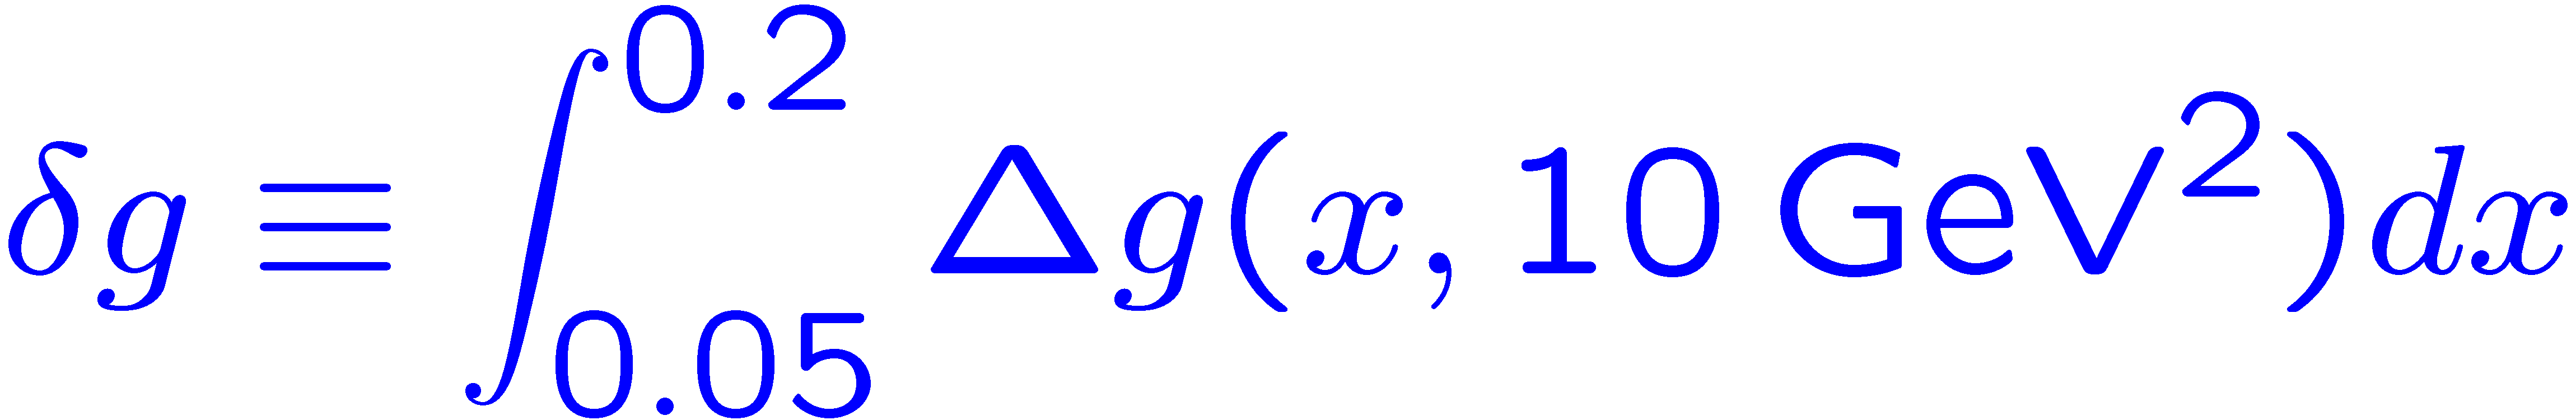 δg ≡ ∫_{0.05}^{0.2} Δg(x, 10 GeV²)dx